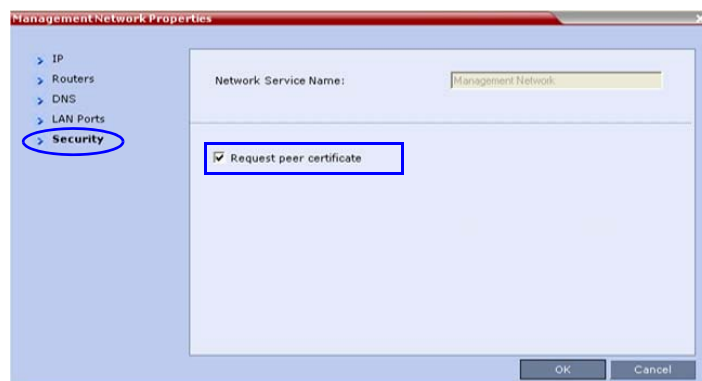 Management Network Properties
IP
Routers
DNS
LAN Ports
Security
Network Service Name:
Management Network
Request peer certificate
OK
Cancel